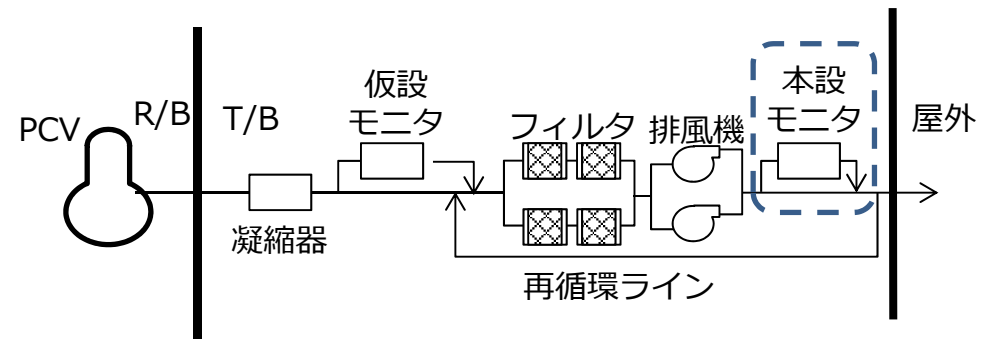 PCV
R/B
T/B
仮設
モニタ
凝縮器
フィルタ
排風機
本設
モニタ
屋外
再循環ライン